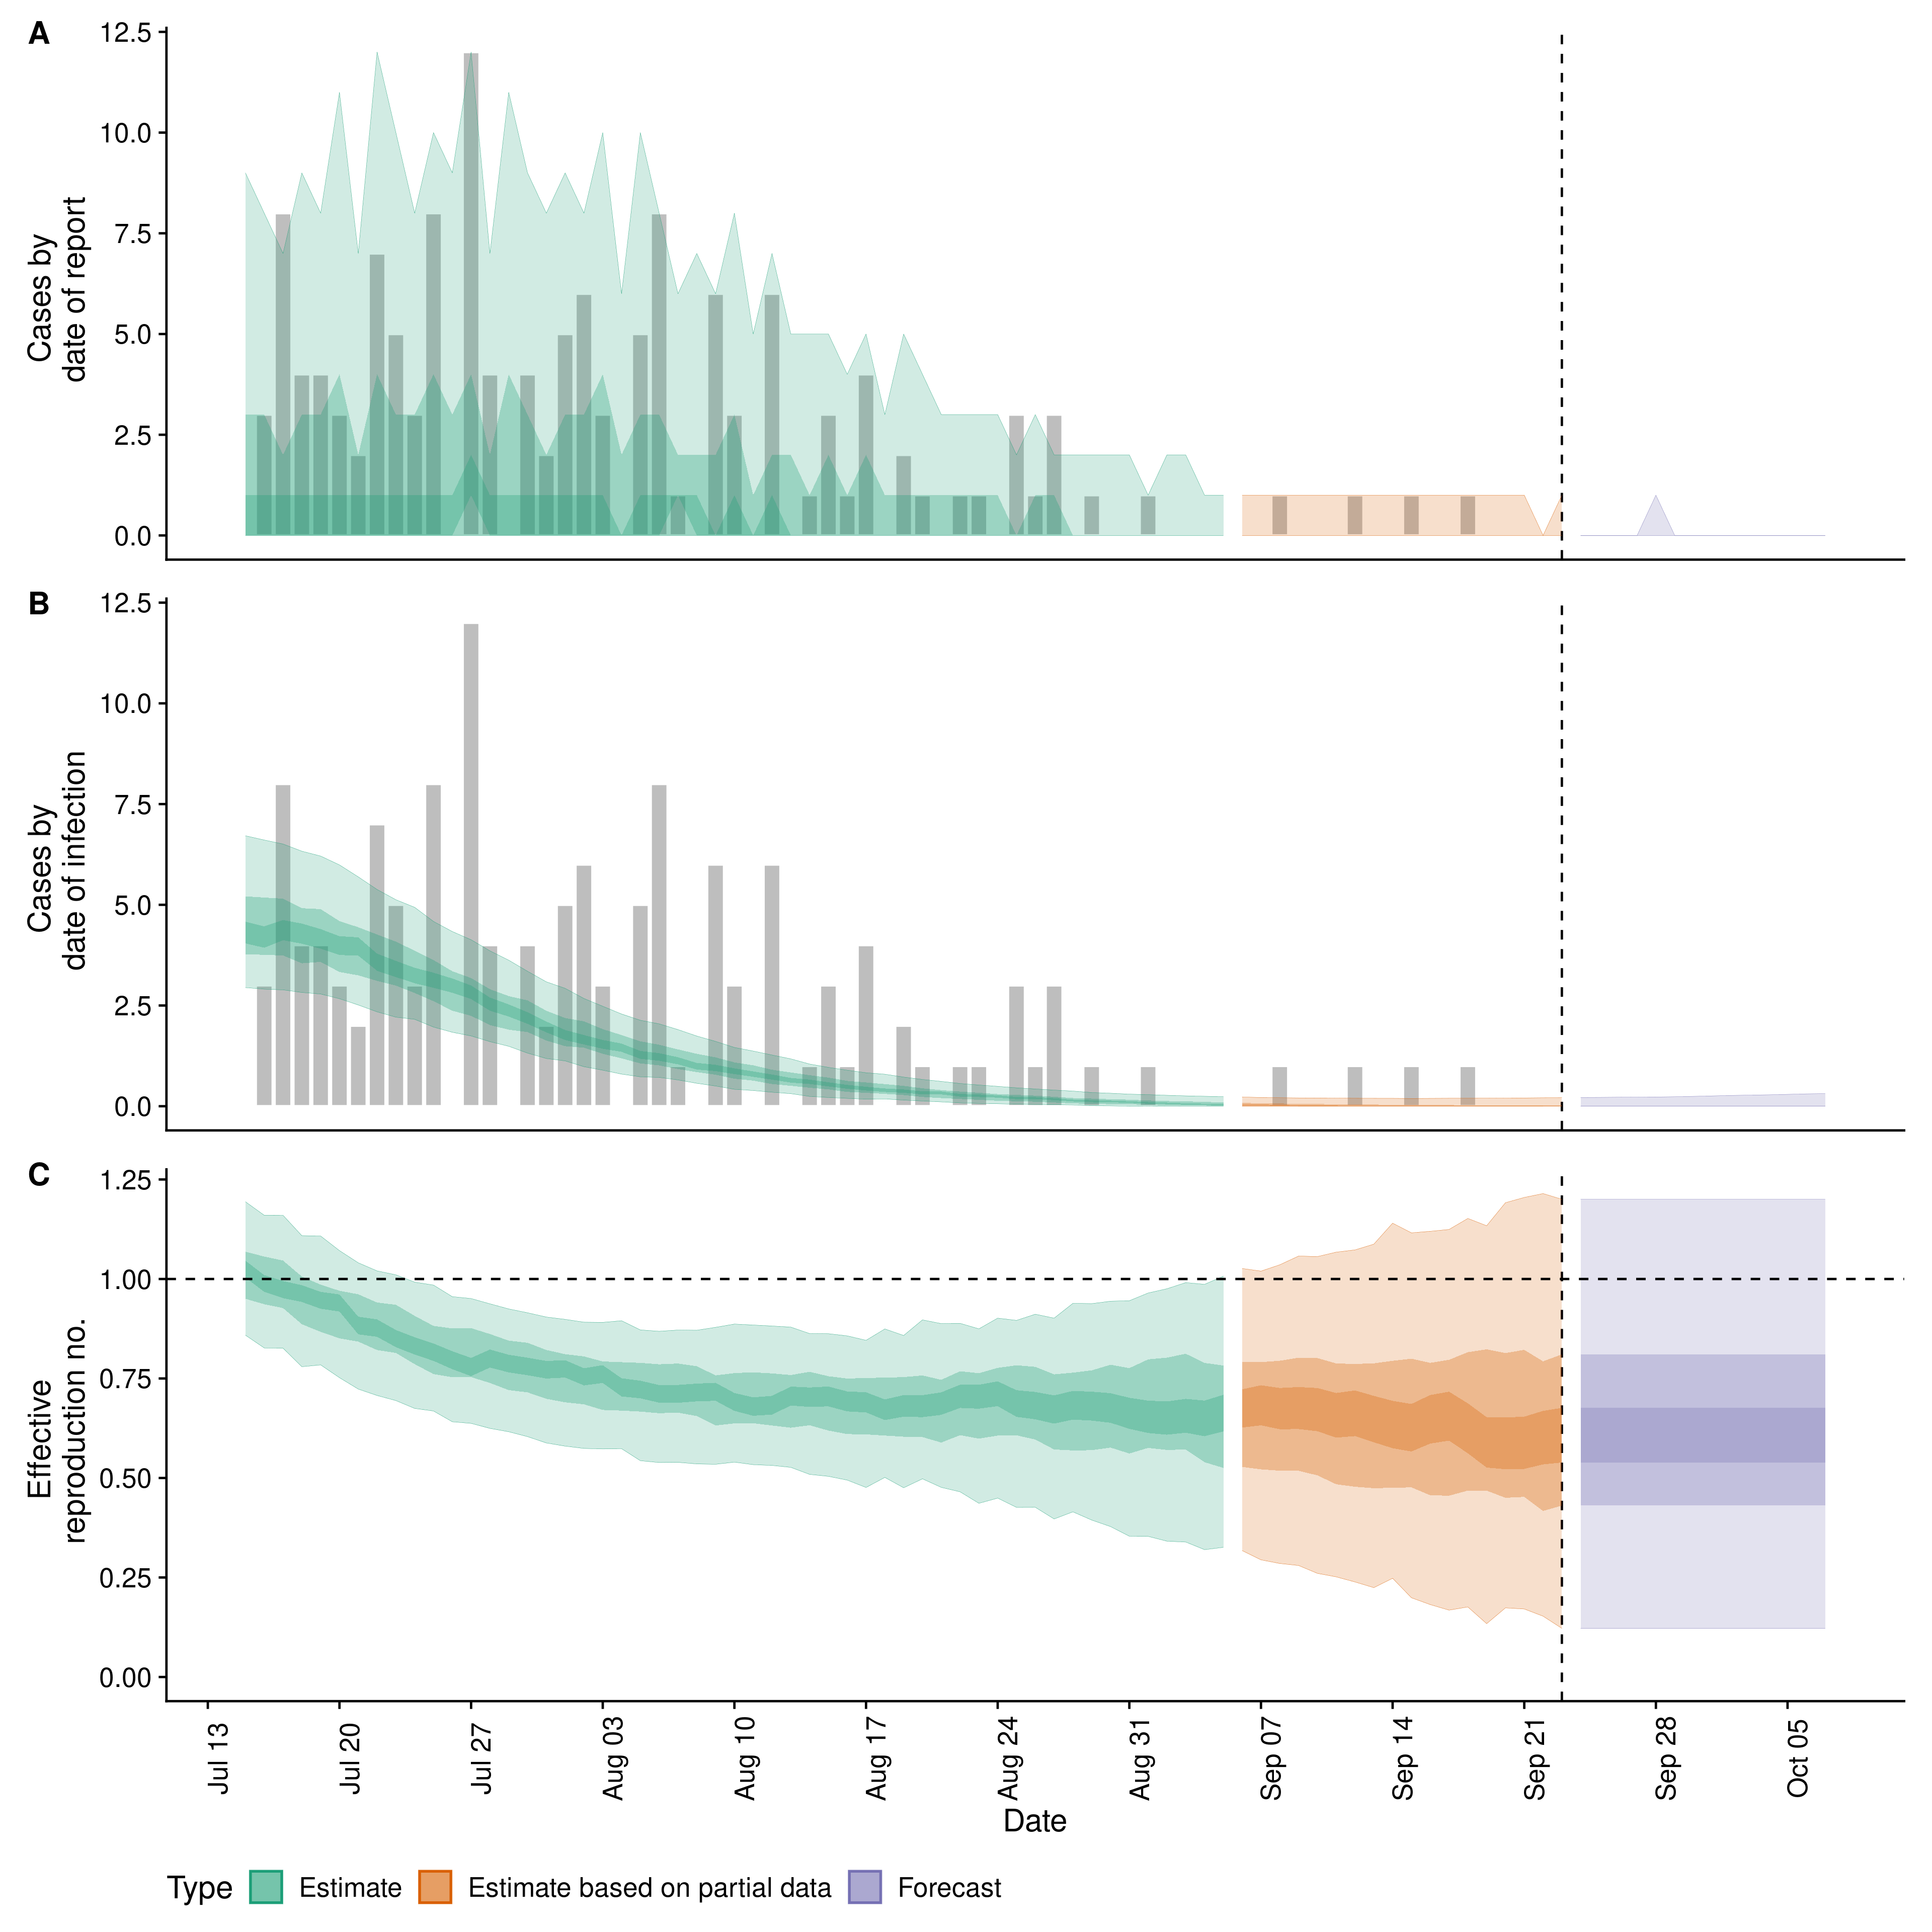 A
12.5
10.0
7.5
5.0
2.5
0.0
Cases by
date of report
B
12.5
10.0
7.5
5.0
2.5
0.0
Cases by
date of infection
C
1.25
1.00
0.75
0.50
0.25
0.00
Effective
reproduction no.
Jul 13
Jul 20
Jul 27
Aug 03
Aug 10
Aug 17
Aug 24
Aug 31
Sep 07
Sep 14
Sep 21
Sep 28
Oct 05
Date
Type Estimate Estimate based on partial data Forecast